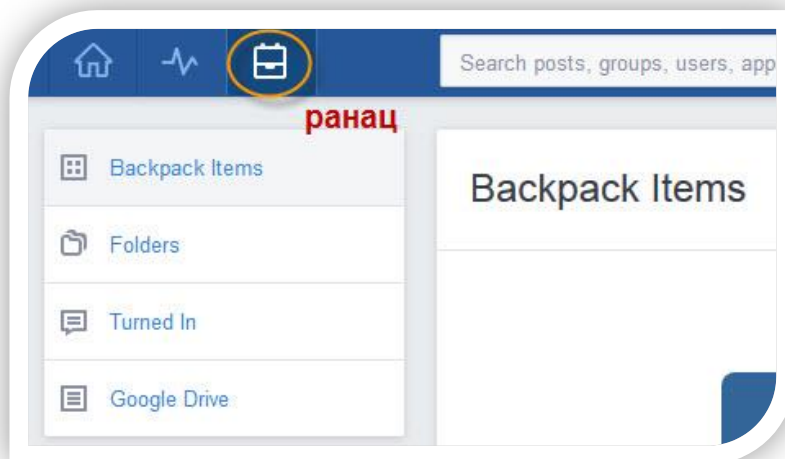 Search posts, groups, users, app
ранац
Backpack Items
Backpack Items
Folders
Turned In
Google Drive